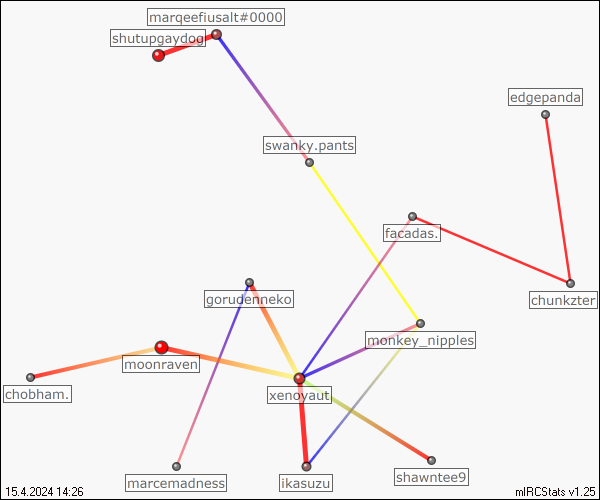 marqeefiusalt#0000
shutupgaydog
edgepanda
swanky.pants
facadas.
gorudenneko
chunkzter
monkey_nipples
moonraven
chobham.
xenoyaut
shawntee9
marcemadness
ikasuzu
15.4.2024 14:26
mIRCStats v1.25